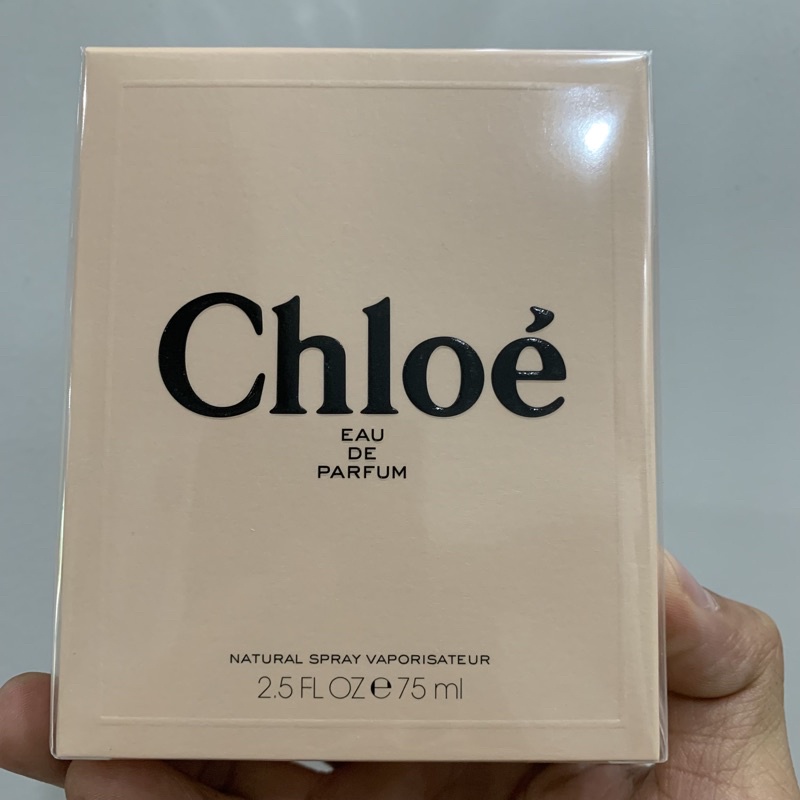 Chloé
EAU
DE
PARFUM
NATURAL SPRAY VAPORISATEUR
2.5 FL OZ ℮ 75 ml